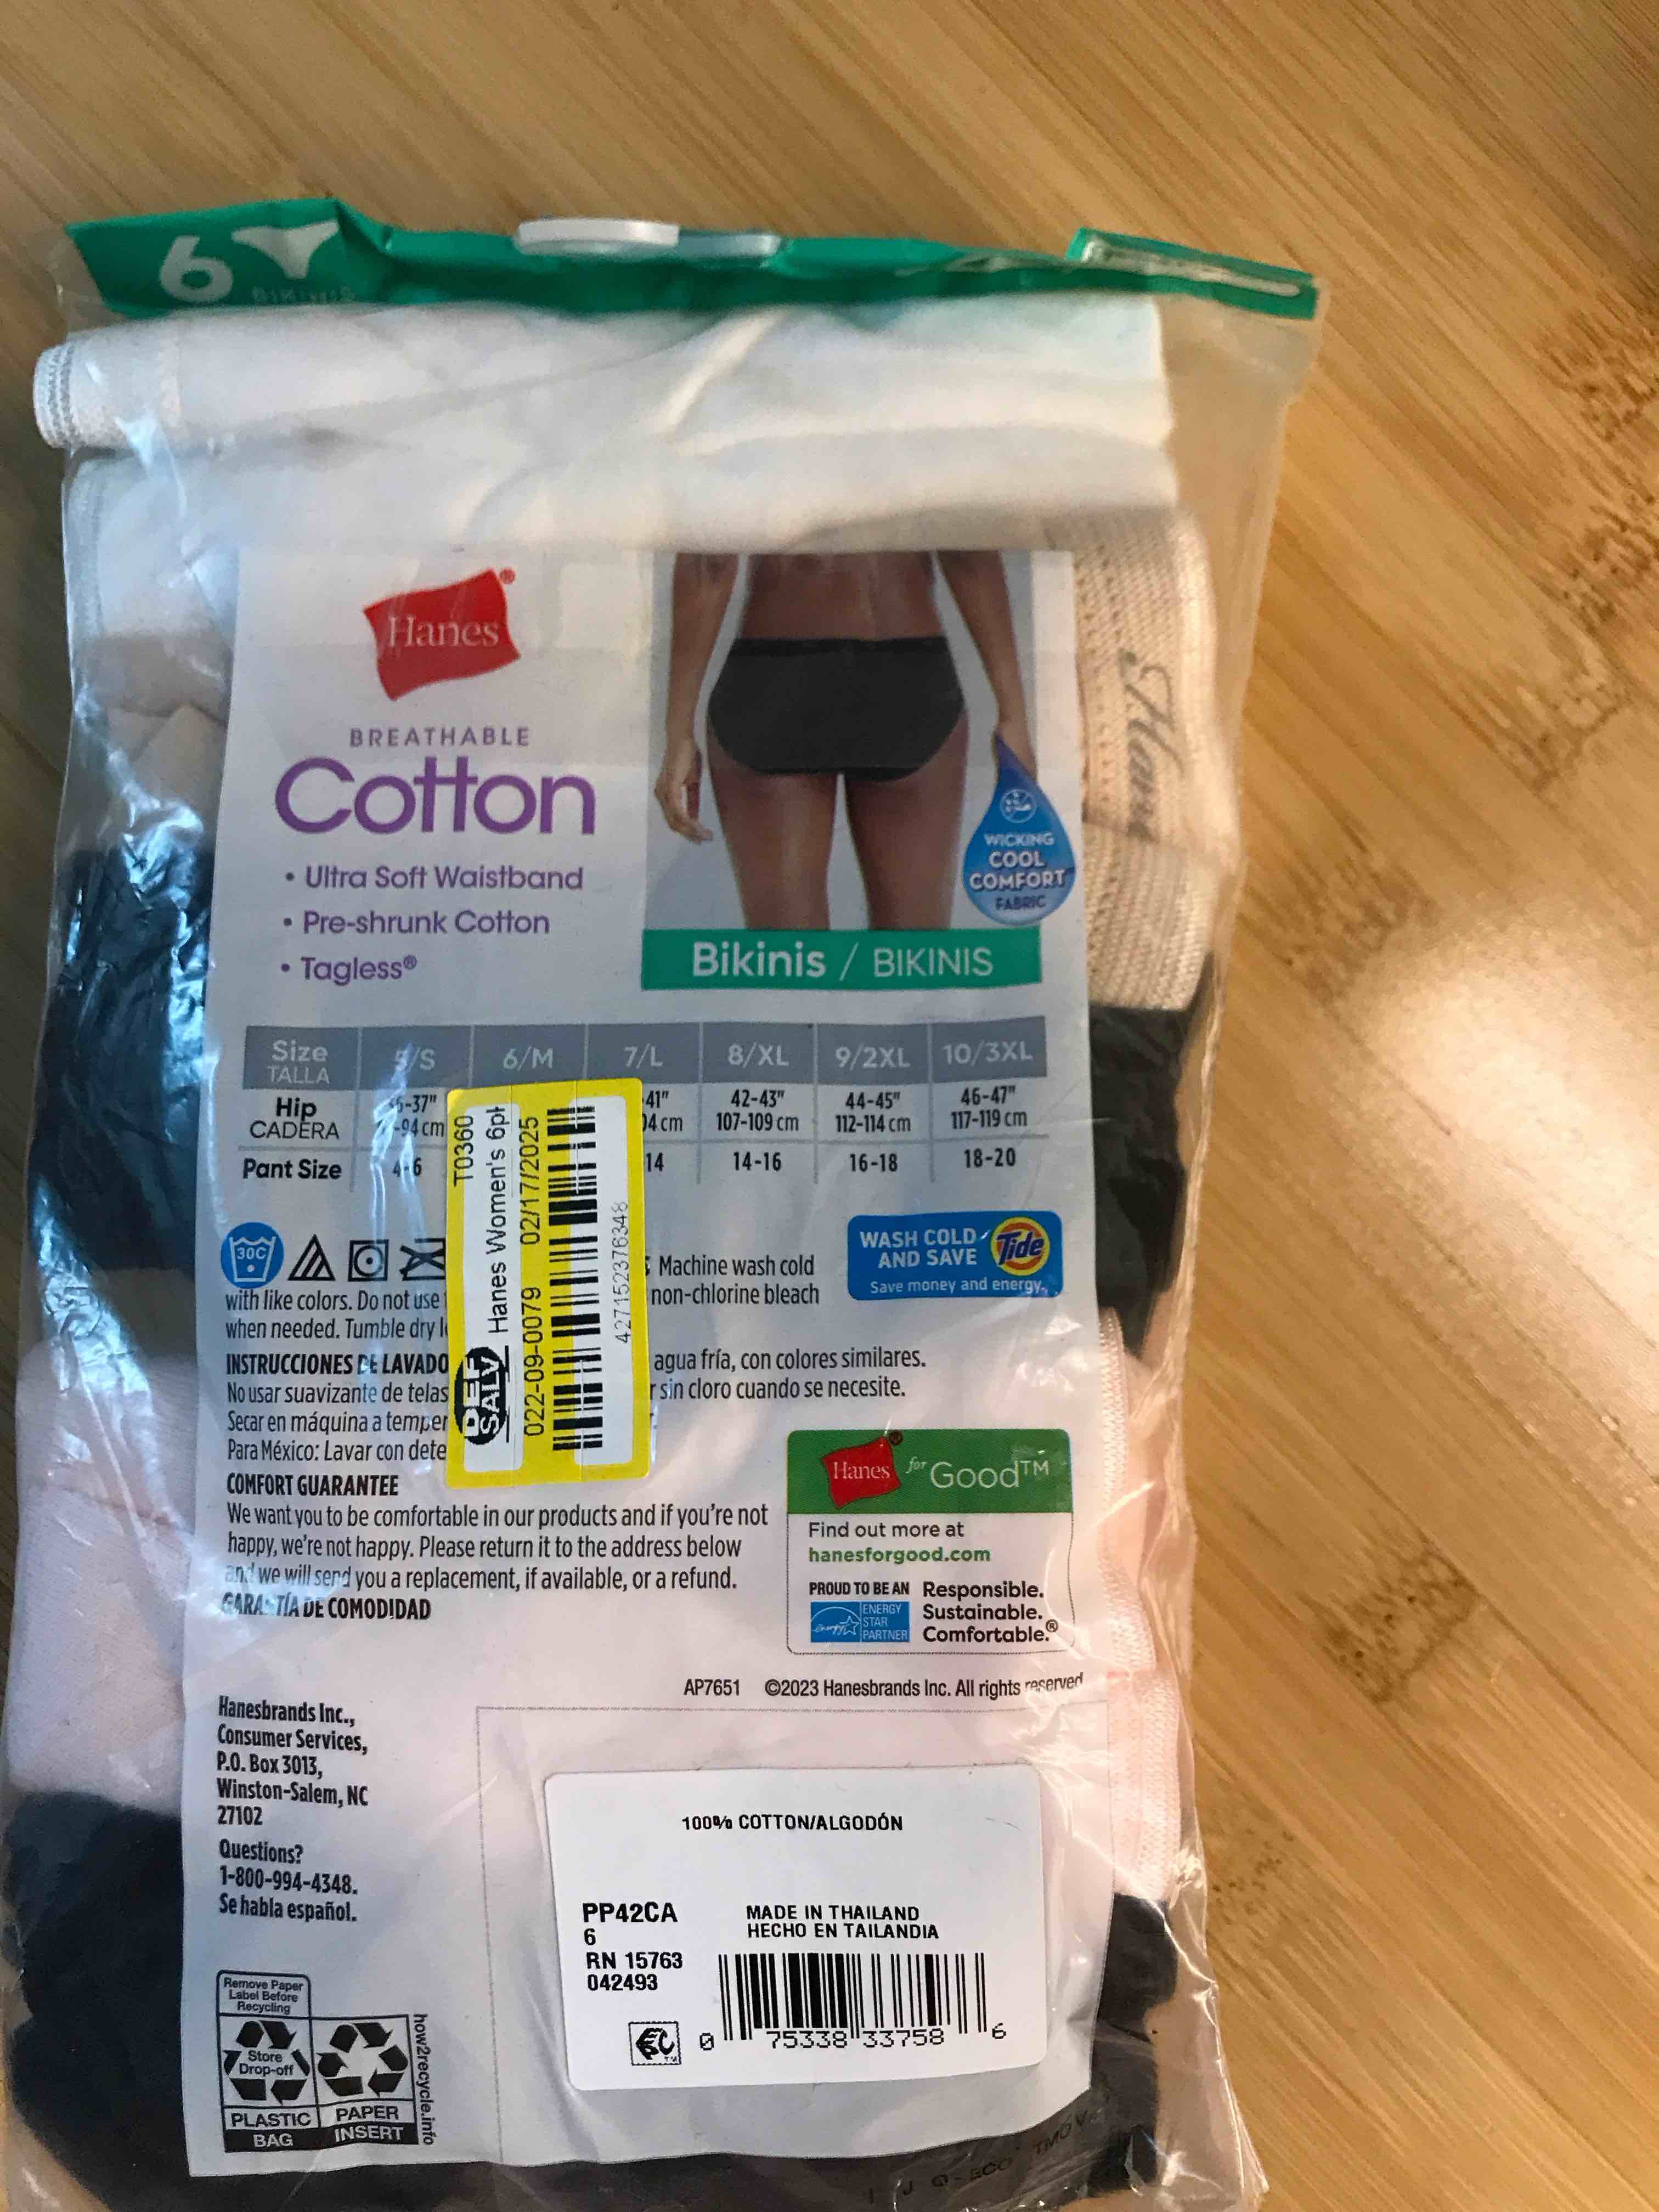 6
BIKINIS
Hanes®
BREATHABLE
Cotton
• Ultra Soft Waistband
• Pre-shrunk Cotton
• Tagless®
WICKING
COOL
COMFORT
FABRIC
Bikinis / BIKINIS
Size 5/S 6/M 7/L 8/XL 9/2XL 10/3XL
TALLA
Hip -37" 41" 42-43" 44-45" 46-47"
CADERA -94 cm 107-109 cm 112-114 cm 117-119 cm
Pant Size 4-6 14 14-16 16-18 18-20
T0360
Hanes Women's 6pk
022-09-0079 02/17/2025
427152376348
30C
Machine wash cold
with like colors. Do not use non-chlorine bleach
when needed. Tumble dry
WASH COLD
AND SAVE
Tide
Save money and energy.
INSTRUCCIONES DE LAVADO agua fría, con colores similares.
No usar suavizante de telas sin cloro cuando se necesite.
Secar en máquina a
Para México: Lavar con
COMFORT GUARANTEE
We want you to be comfortable in our products and if you're not
happy, we're not happy. Please return it to the address below
and we will send you a replacement, if available, or a refund.
GARANTÍA DE COMODIDAD
Hanes® for Good™
Find out more at
hanesforgood.com
PROUD TO BE AN
ENERGY
STAR
PARTNER
Responsible.
Sustainable.
Comfortable.®
AP7651 ©2023 Hanesbrands Inc. All rights reserved
Hanesbrands Inc.,
Consumer Services,
P.O. Box 3013,
Winston-Salem, NC
27102
Questions?
1-800-994-4348.
Se habla español.
100% COTTON/ALGODÓN
PP42CA
6
RN 15763
042493
MADE IN THAILAND
HECHO EN TAILANDIA
0 75338 33758 6
Remove Paper
Label Before
Recycling
Store
Drop-off
PLASTIC
BAG
PAPER
INSERT
how2recycle.info